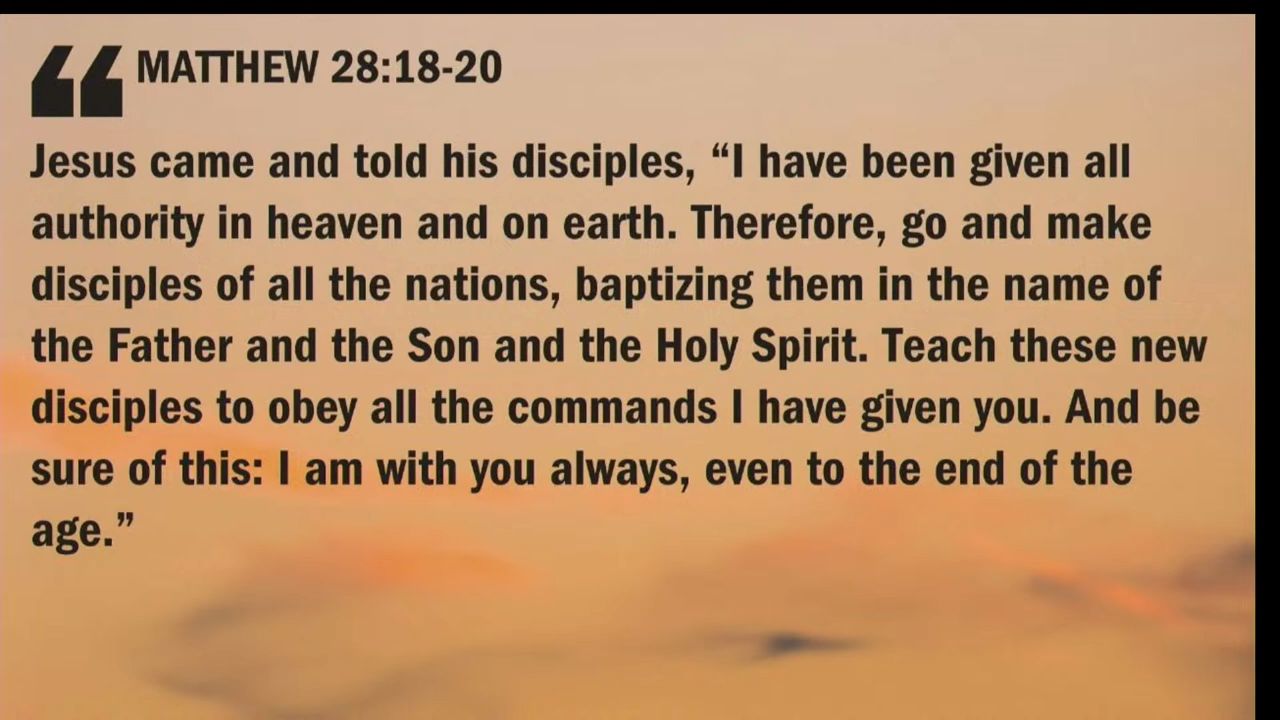 “ MATTHEW 28:18-20
Jesus came and told his disciples, “I have been given all
authority in heaven and on earth. Therefore, go and make
disciples of all the nations, baptizing them in the name of
the Father and the Son and the Holy Spirit. Teach these new
disciples to obey all the commands I have given you. And be
sure of this: I am with you always, even to the end of the
age.”